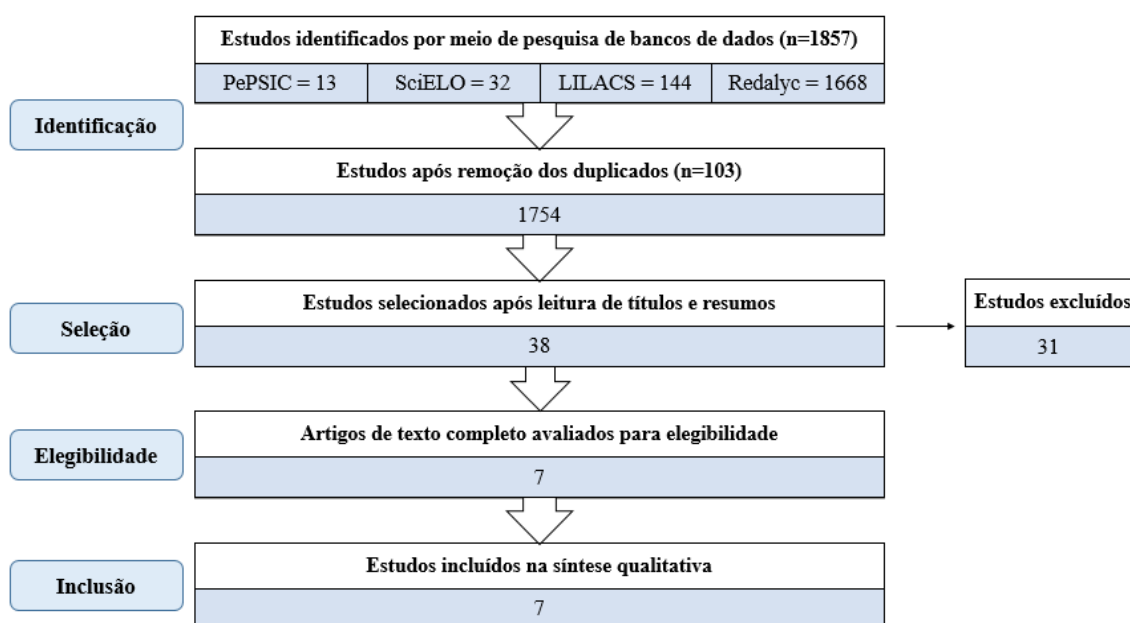 Estudos identificados por meio de pesquisa de bancos de dados (n=1857)
PePSIC = 13
SciELO = 32
LILACS = 144
Redalyc = 1668
Identificação
Estudos após remoção dos duplicados (n=103)
1754
Seleção
Estudos selecionados após leitura de títulos e resumos
38
Estudos excluídos
31
Elegibilidade
Artigos de texto completo avaliados para elegibilidade
7
Inclusão
Estudos incluídos na síntese qualitativa
7